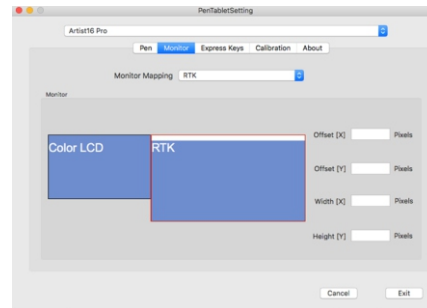 PenTabletSetting
Artist16 Pro
Pen Monitor Express Keys Calibration About
Monitor Mapping RTK
Monitor
Color LCD RTK
Offset [X] Pixels
Offset [Y] Pixels
Width [X] Pixels
Height [Y] Pixels
Cancel Exit